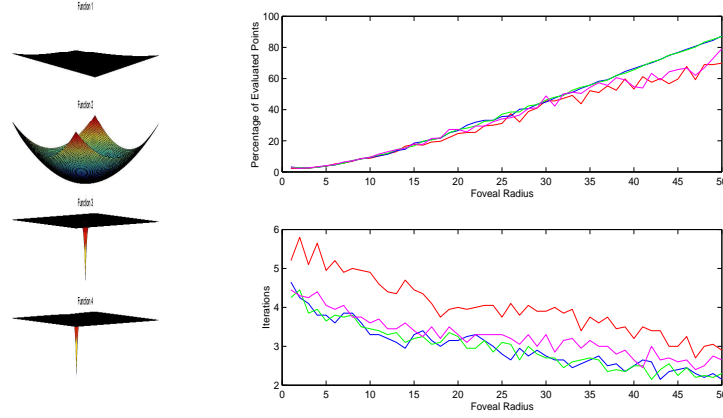 Function 1
Function 2
Function 3
Function 4
100
80
60
40
20
0
Percentage of Evaluated Points
0 5 10 15 20 25 30 35 40 45 50
Foveal Radius
6
5
4
3
2
Iterations
0 5 10 15 20 25 30 35 40 45 50
Foveal Radius